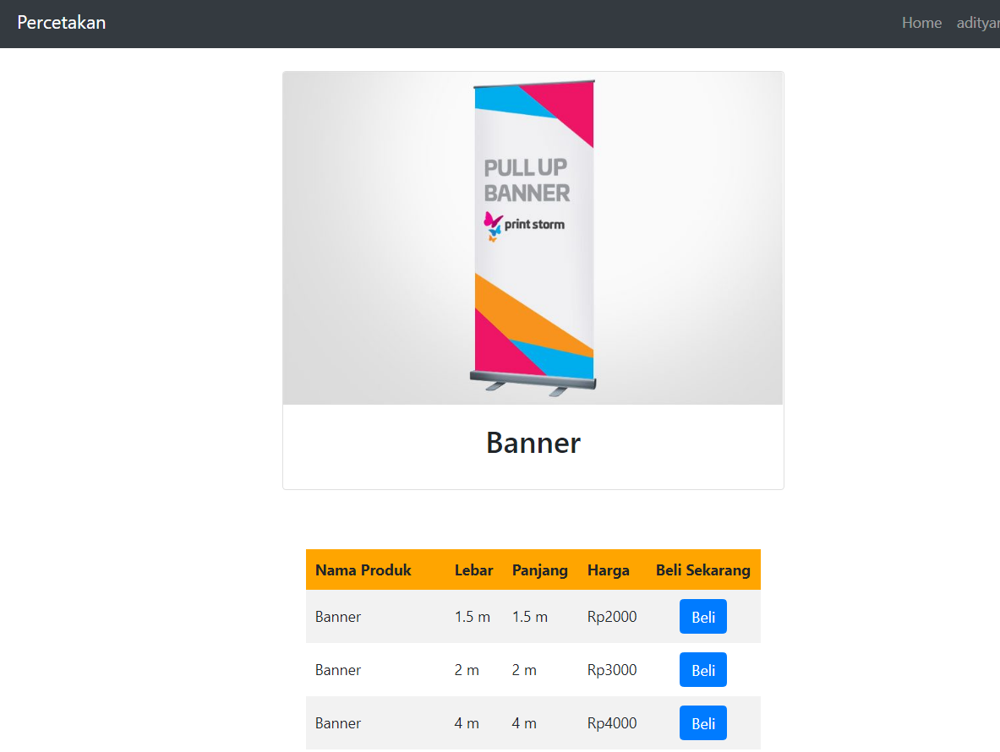 Percetakan Home
PULL UP
BANNER
print storm
Banner
Nama Produk Lebar Panjang Harga Beli Sekarang
Banner 1.5 m 1.5 m Rp2000 Beli
Banner 2 m 2 m Rp3000 Beli
Banner 4 m 4 m Rp4000 Beli